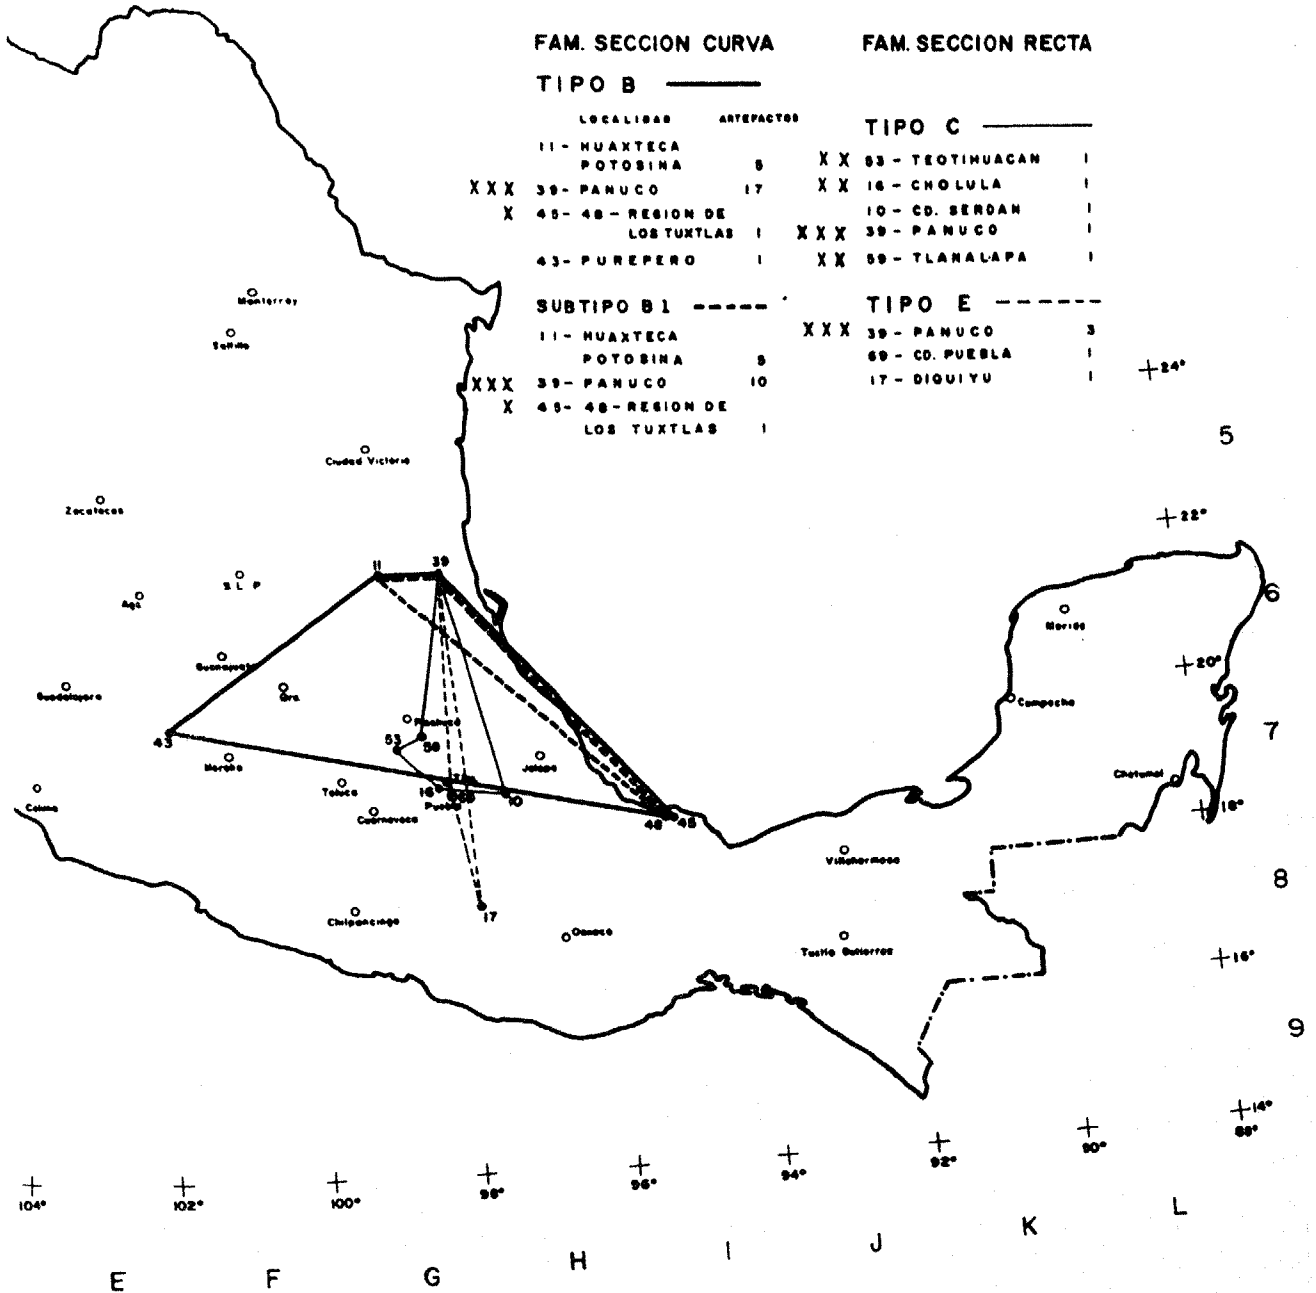 FAM. SECCION CURVA
TIPO B
LOCALIDAD ARTEFACTOS
11- HUAXTECA
POTOSINA 5
XXX 39- PANUCO 17
X 45- 48- REGION DE
LOS TUXTLAS 1
43- PUREPERO 1
SUBTIPO B1
11- HUAXTECA
POTOSINA 5
XXX 39- PANUCO 10
X 45- 48- REGION DE
LOS TUXTLAS 1
FAM. SECCION RECTA
TIPO C
XX 53- TEOTIHUACAN 1
XX 16- CHOLULA 1
10- CD. SERDAN 1
XXX 39- PANUCO 1
XX 59- TLANALAPA 1
TIPO E
XXX 39- PANUCO 3
69- CD. PUEBLA 1
17- DIQUIYU 1
Monterrey
Saltillo
24°
5
Ciudad Victoria
Zacatecas
22°
11
39
S L P
Ags.
6
Merida
Guanajuato
20°
Guadalajara
Qro.
Campeche
Pachuca
7
43
53
Morelia
Jalapa
Chetumal
Toluca
16
Puebla
10
Colima
Cuernavaca
48
45
18°
Villahermosa
8
17
Chilpancingo
Oaxaca
Tuxtla Gutierrez
16°
9
14°
88°
90°
92°
94°
96°
98°
100°
102°
104°
E
F
G
H
I
J
K
L